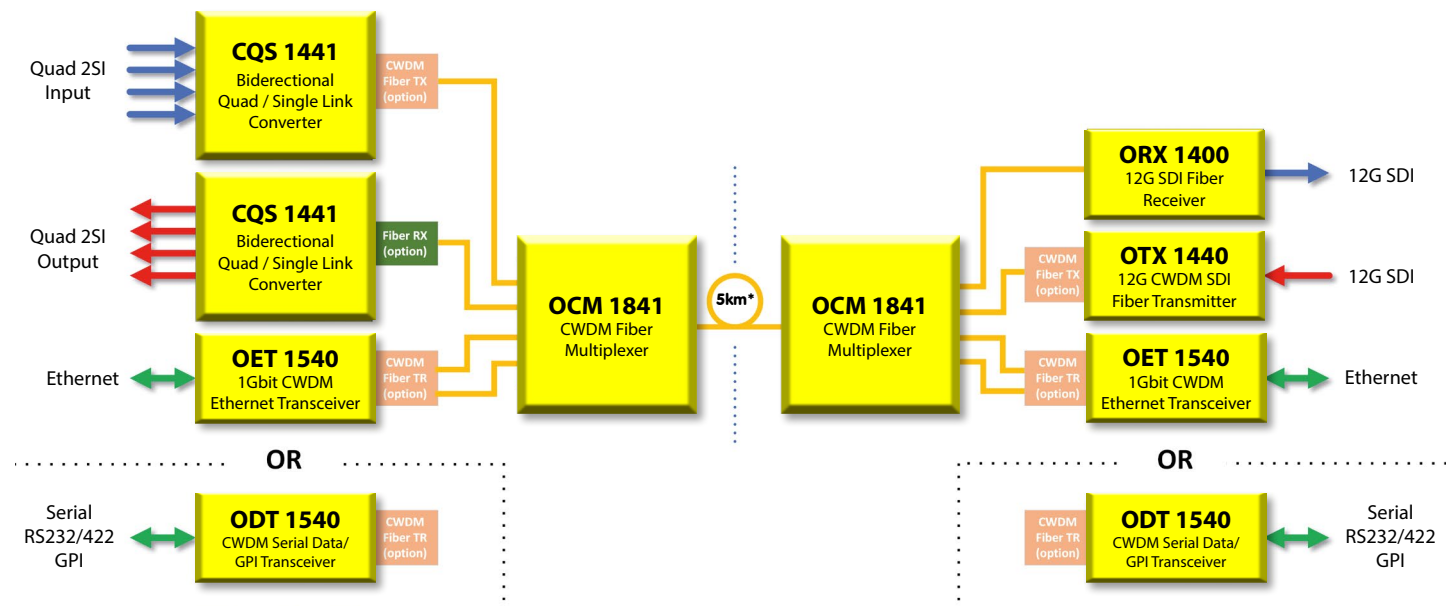 Quad 2SI
Input
CQS 1441
Biderectional
Quad / Single Link
Converter
CWDM
Fiber TX
(option)
Quad 2SI
Output
CQS 1441
Biderectional
Quad / Single Link
Converter
Fiber RX
(option)
Ethernet
OET 1540
1Gbit CWDM
Ethernet Transceiver
CWDM
Fiber TR
(option)
OCM 1841
CWDM Fiber
Multiplexer
5km*
OCM 1841
CWDM Fiber
Multiplexer
ORX 1400
12G SDI Fiber
Receiver
12G SDI
CWDM
Fiber TX
(option)
OTX 1440
12G CWDM SDI
Fiber Transmitter
12G SDI
CWDM
Fiber TR
(option)
OET 1540
1Gbit CWDM
Ethernet Transceiver
Ethernet
OR
OR
Serial
RS232/422
GPI
ODT 1540
CWDM Serial Data/
GPI Transceiver
CWDM
Fiber TR
(option)
CWDM
Fiber TR
(option)
ODT 1540
CWDM Serial Data/
GPI Transceiver
Serial
RS232/422
GPI